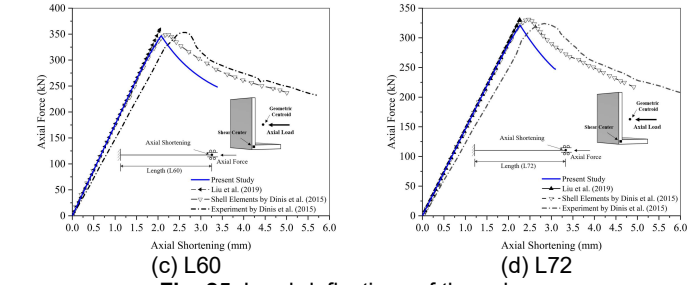 400
350
300
250
200
150
100
50
0
Axial Force (kN)
Geometric
Centroid
Axial Load
Shear Center
Axial Shortening
Length (L60)
Axial Force
Present Study
Liu et al. (2019)
Shell Elements by Dinis et al. (2015)
Experiment by Dinis et al. (2015)
0.0 0.5 1.0 1.5 2.0 2.5 3.0 3.5 4.0 4.5 5.0 5.5 6.0
Axial Shortening (mm)
(c) L60
350
300
250
200
150
100
50
0
Axial Force (kN)
Geometric
Centroid
Axial Load
Shear Center
Axial Shortening
Length (L72)
Axial Force
Present Study
Liu et al. (2019)
Shell Elements by Dinis et al. (2015)
Experiment by Dinis et al. (2015)
0.0 0.5 1.0 1.5 2.0 2.5 3.0 3.5 4.0 4.5 5.0 5.5 6.0
Axial Shortening (mm)
(d) L72